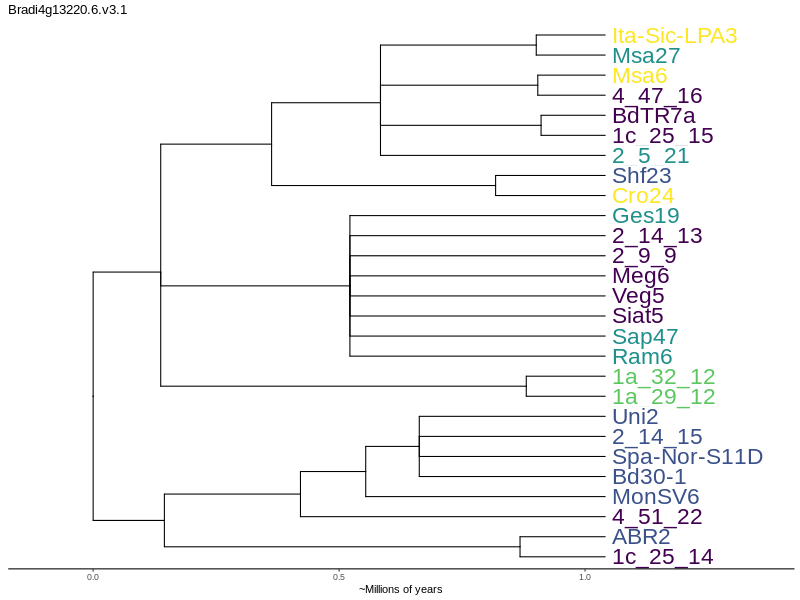 Bradi4g13220.6.v3.1
Ita-Sic-LPA3
Msa27
Msa6
4_47_16
BdTR7a
1c_25_15
2_5_21
Shf23
Cro24
Ges19
2_14_13
2_9_9
Meg6
Veg5
Siat5
Sap47
Ram6
1a_32_12
1a_29_12
Uni2
2_14_15
Spa-Nor-S11D
Bd30-1
MonSV6
4_51_22
ABR2
1c_25_14
0.0 0.5 1.0
~Millions of years